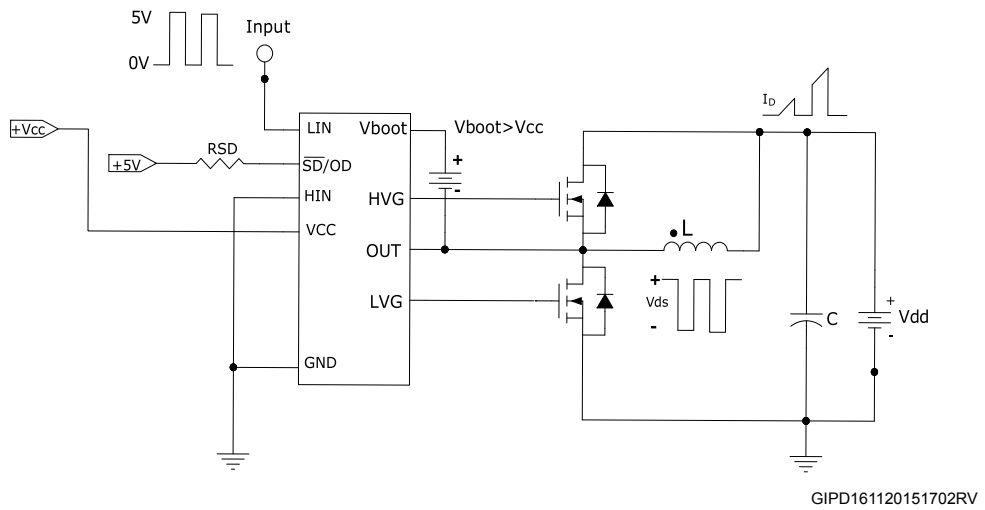 5V
0V
Input
+Vcc
+5V
RSD
LIN
SD/OD
HIN
VCC
GND
Vboot
HVG
OUT
LVG
Vboot>Vcc
+
-
L
+
Vds
-
I_D
C
+
Vdd
-
GIPD161120151702RV